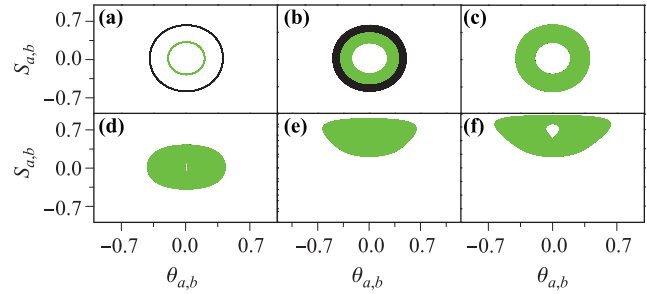 (a) (b) (c)
0.7
0.0
−0.7
S_{a,b}
(d) (e) (f)
0.7
0.0
−0.7
S_{a,b}
−0.7 0.0 0.7 −0.7 0.0 0.7 −0.7 0.0 0.7
θ_{a,b} θ_{a,b} θ_{a,b}